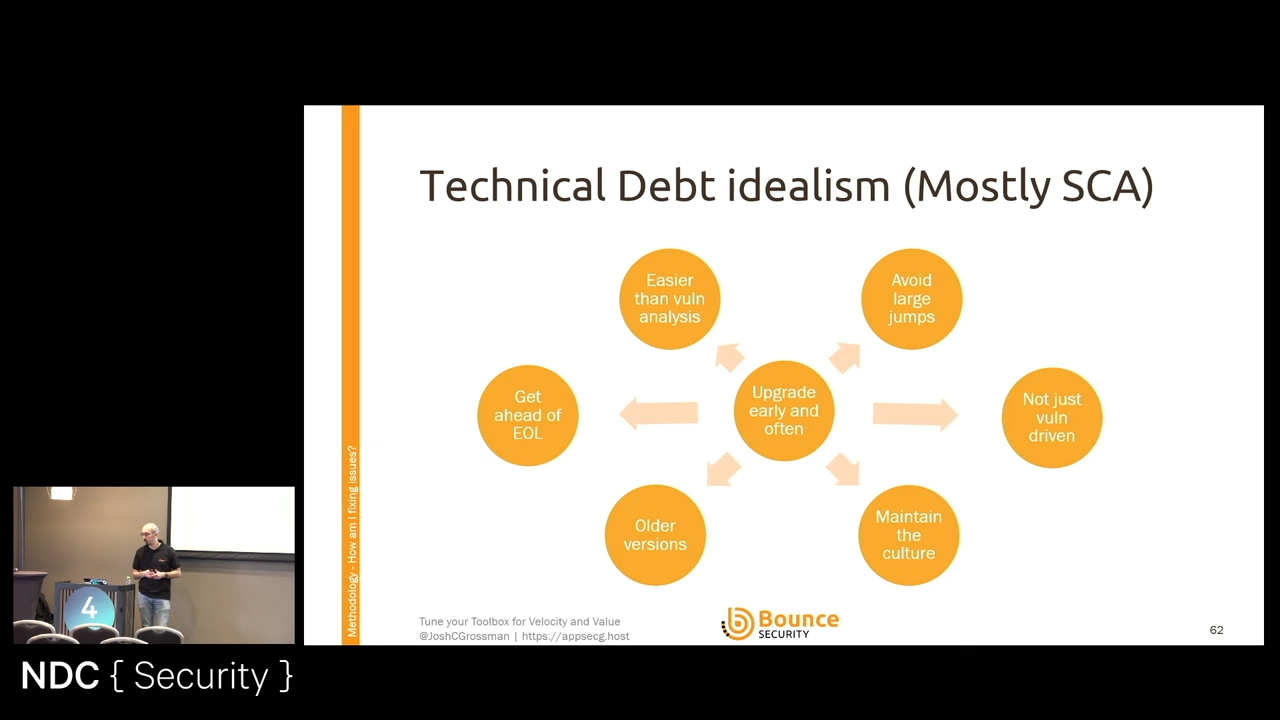 Technical Debt idealism (Mostly SCA)
Easier
than vuln
analysis
Avoid
large
jumps
Get
ahead of
EOL
Upgrade
early and
often
Not just
vuln
driven
Older
versions
Maintain
the
culture
Methodology - How am I fixing issues?
Tune your Toolbox for Velocity and Value
@JoshCGrossman | https://appsecg.host
Bounce
SECURITY
62
4
NDC { Security }